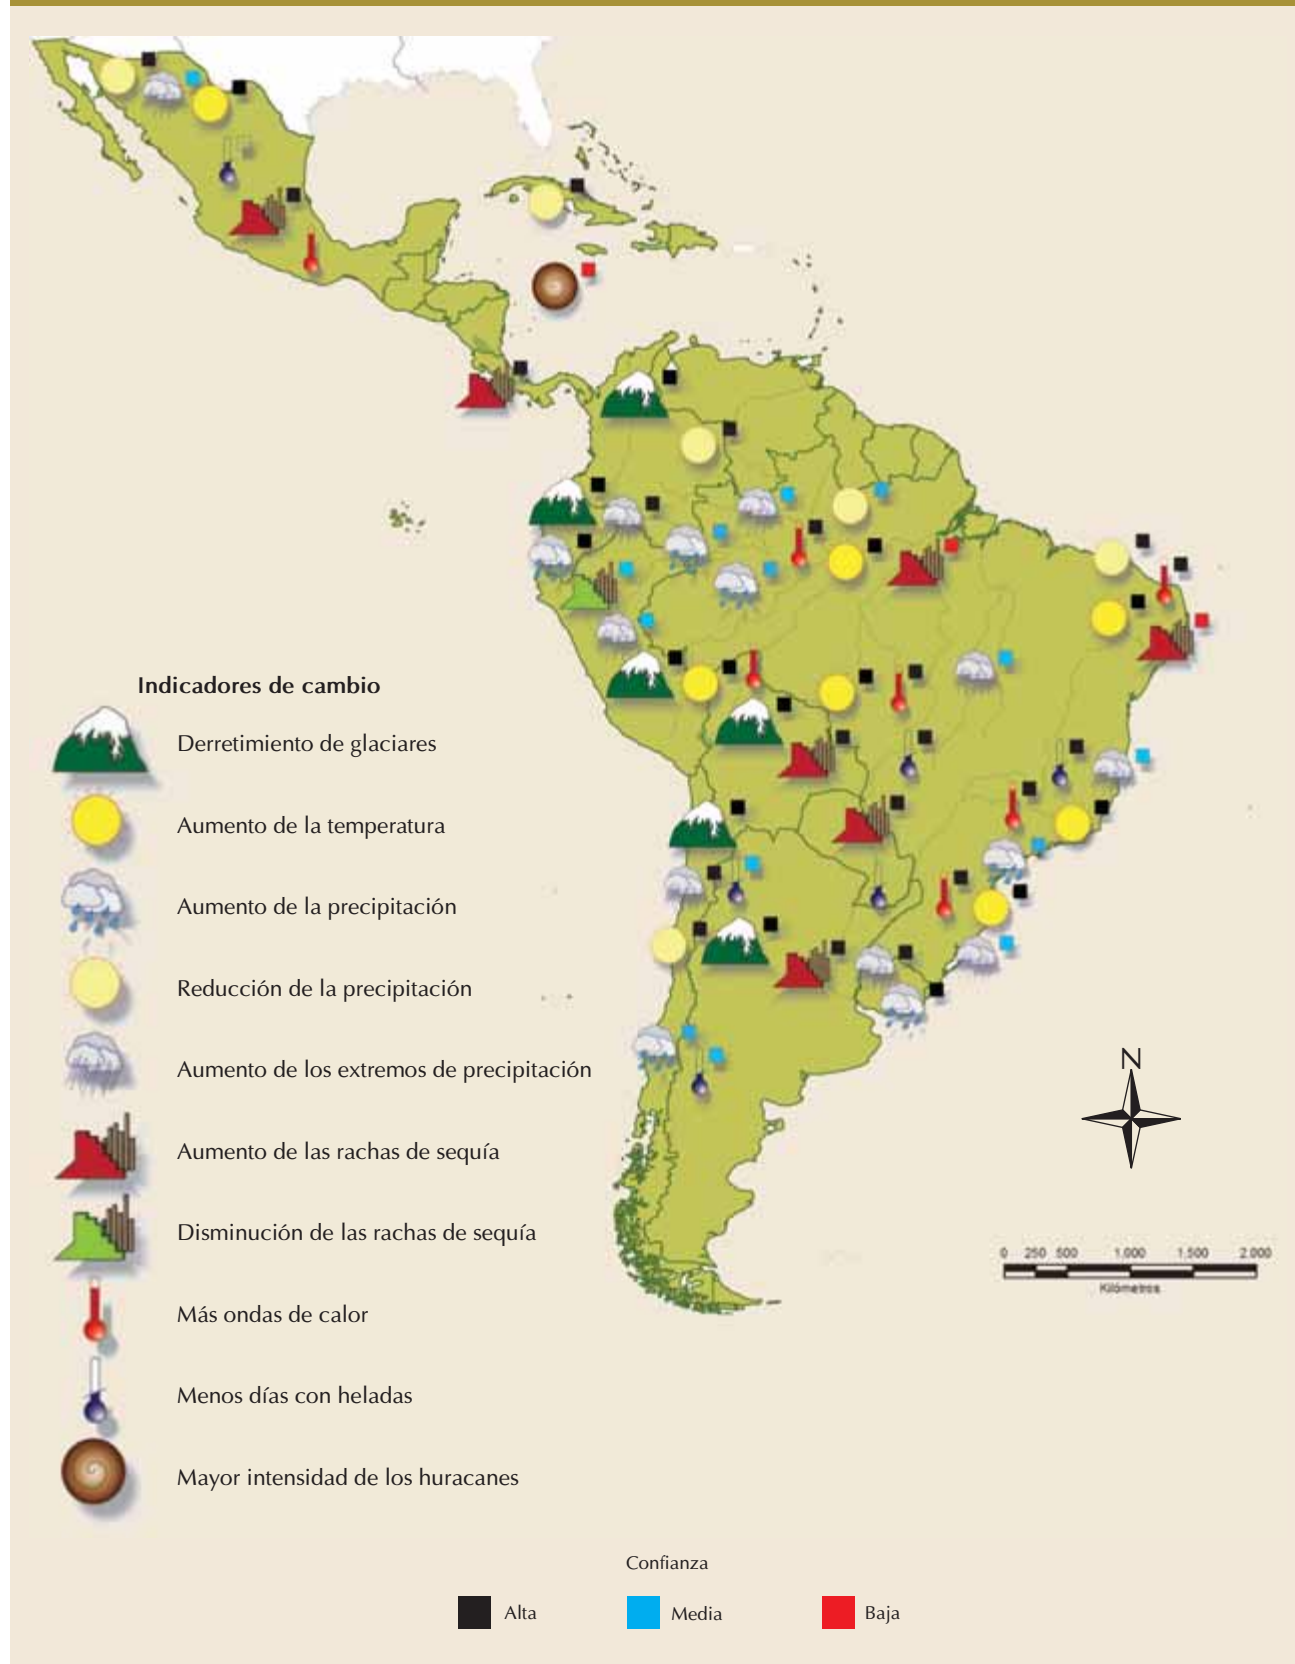 Indicadores de cambio
Derretimiento de glaciares
Aumento de la temperatura
Aumento de la precipitación
Reducción de la precipitación
Aumento de los extremos de precipitación
Aumento de las rachas de sequía
Disminución de las rachas de sequía
Más ondas de calor
Menos días con heladas
Mayor intensidad de los huracanes
N
0 250 500 1,000 1,500 2,000
Kilómetros
Confianza
Alta Media Baja